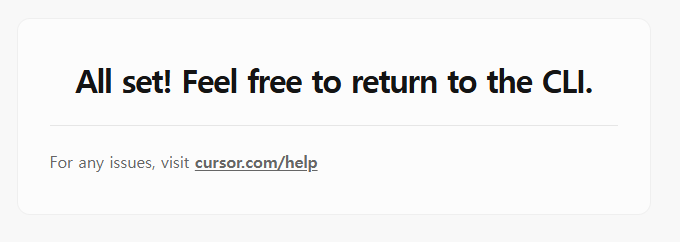 All set! Feel free to return to the CLI.
For any issues, visit cursor.com/help